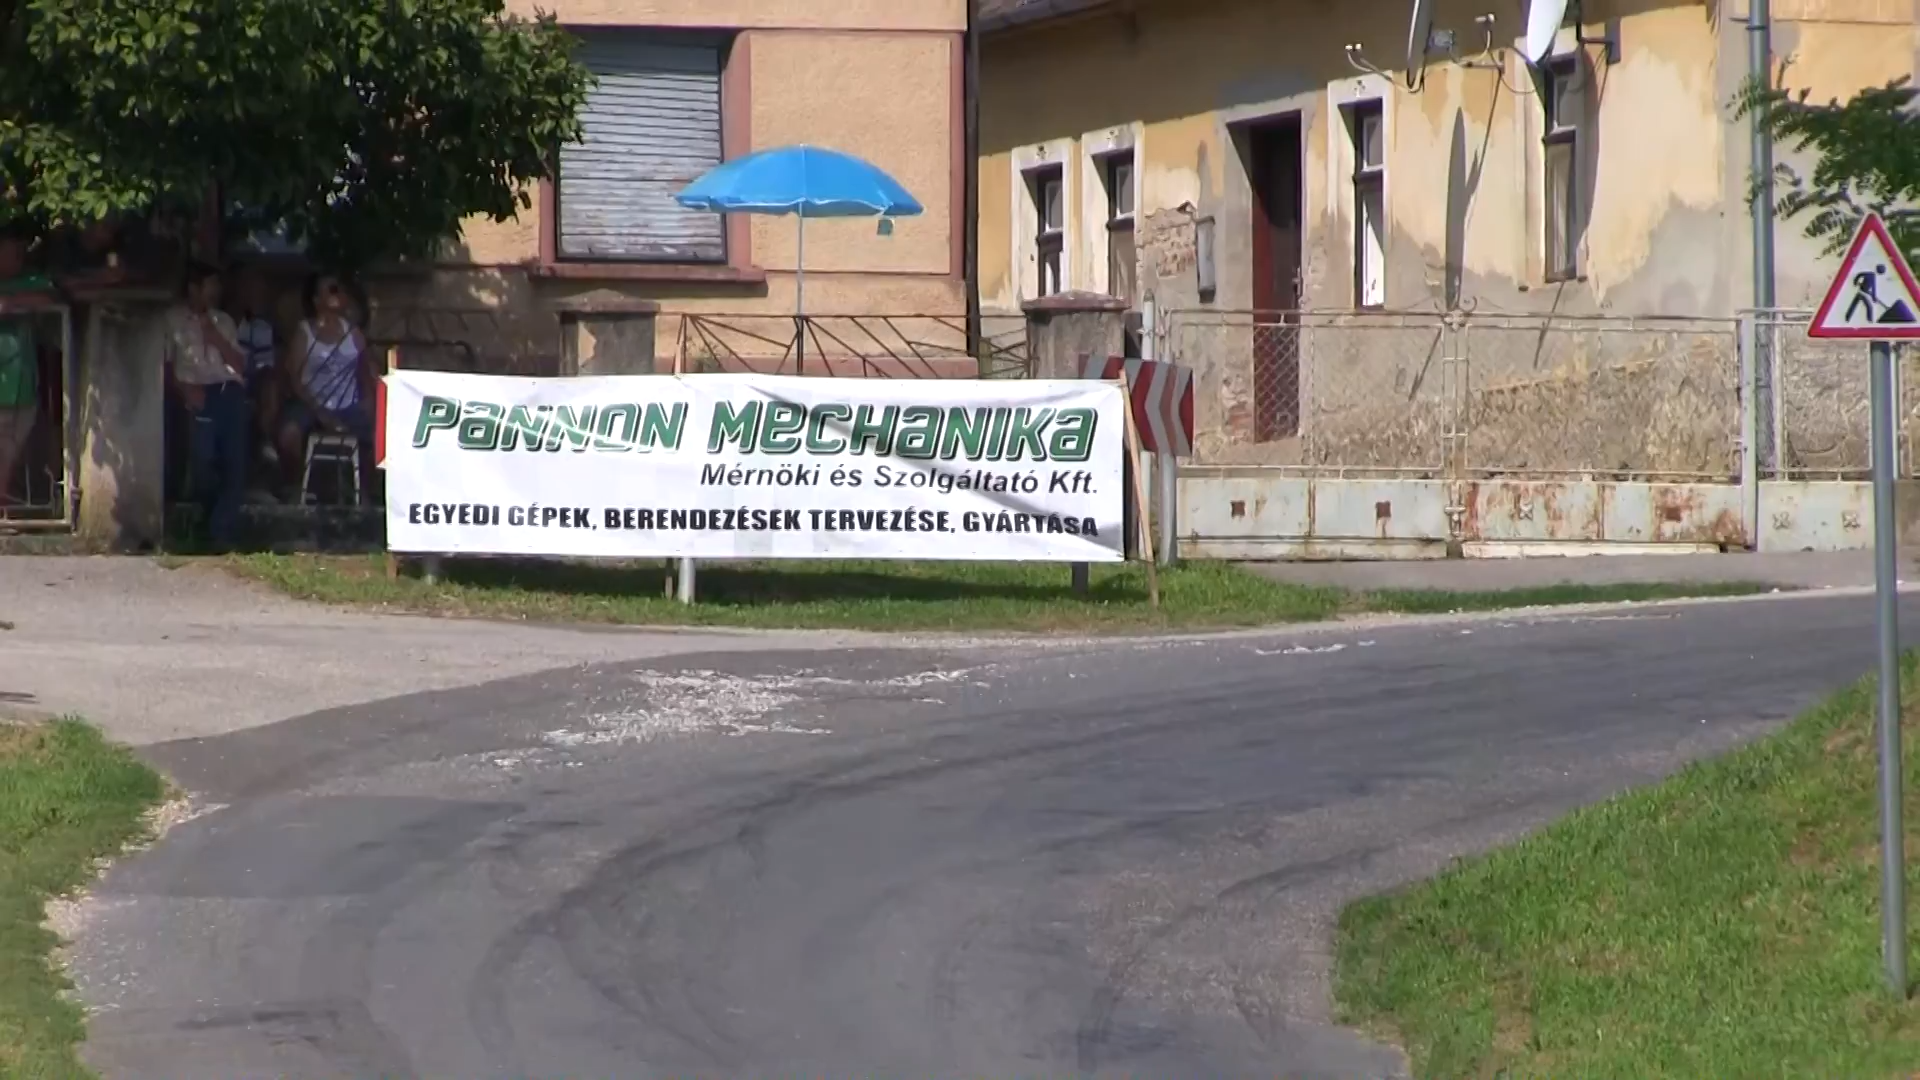 PANNON MECHANIKA
Mérnöki és Szolgáltató Kft.
EGYEDI GÉPEK, BERENDEZÉSEK TERVEZÉSE, GYÁRTÁSA